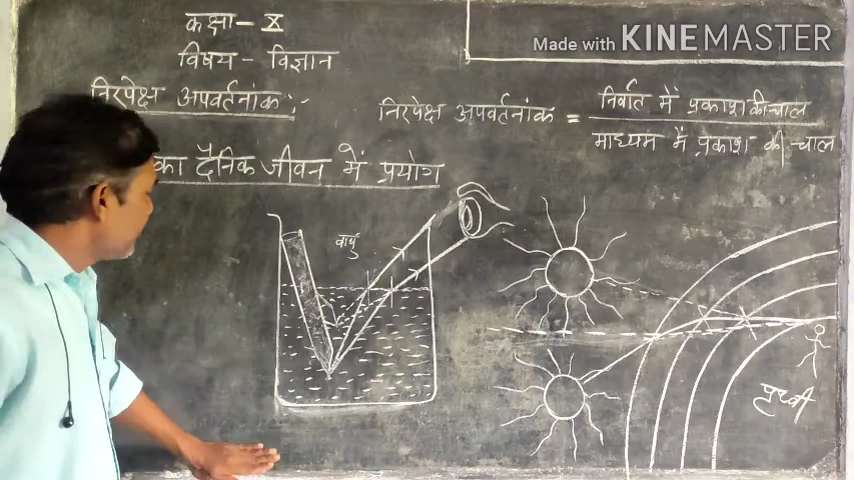 कक्षा - X
Made with KINEMASTER
विषय - विज्ञान
निरपेक्ष अपवर्तनांक :-
निरपेक्ष अपवर्तनांक = निर्वात में प्रकाश की चाल
माध्यम में प्रकाश की चाल
का दैनिक जीवन में प्रयोग
वायु
पृथ्वी